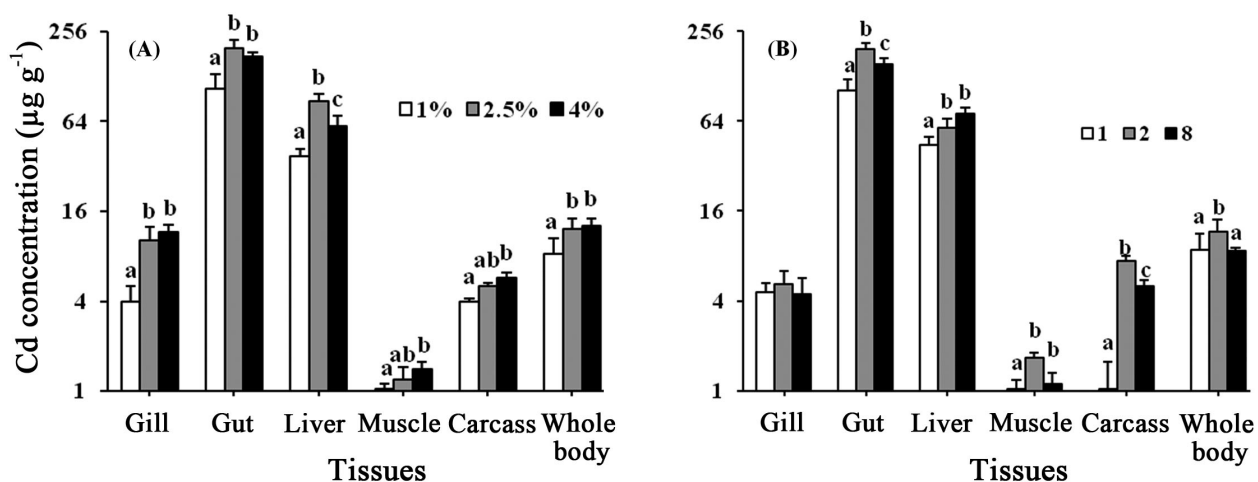 Cd concentration (µg g⁻¹)
256
64
16
4
1
(A)
1% 2.5% 4%
a b b
a b b
a b c
a ab b
a ab b
a b b
Gill Gut Liver Muscle Carcass Whole body
Tissues
256
64
16
4
1
(B)
1 2 8
a b c
a b b
a b b
a b c
a b a
Gill Gut Liver Muscle Carcass Whole body
Tissues